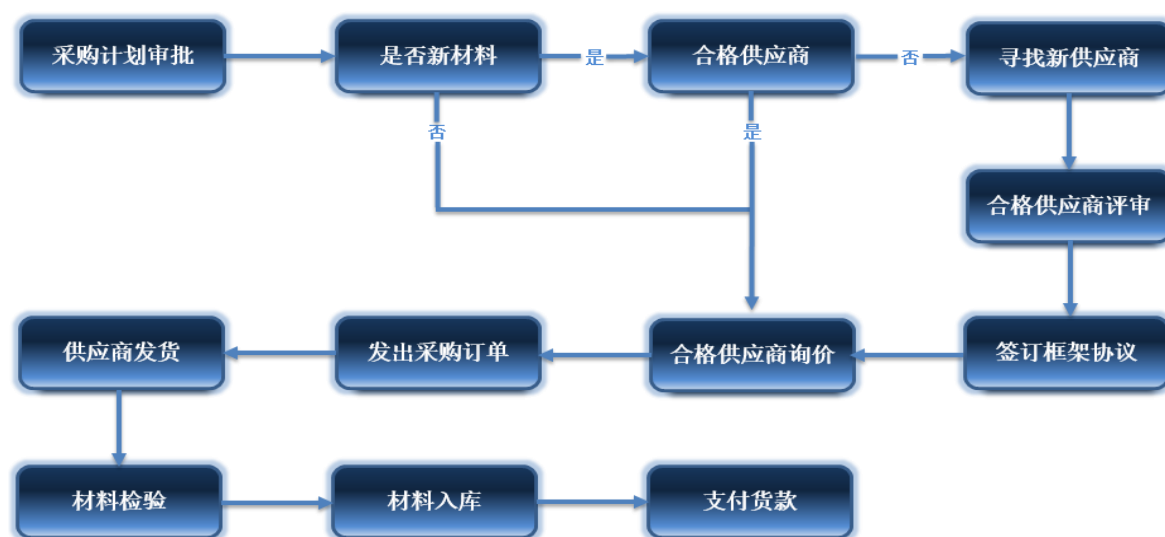 采购计划审批
是否新材料
是
合格供应商
否
寻找新供应商
否
是
合格供应商评审
供应商发货
发出采购订单
合格供应商询价
签订框架协议
材料检验
材料入库
支付货款